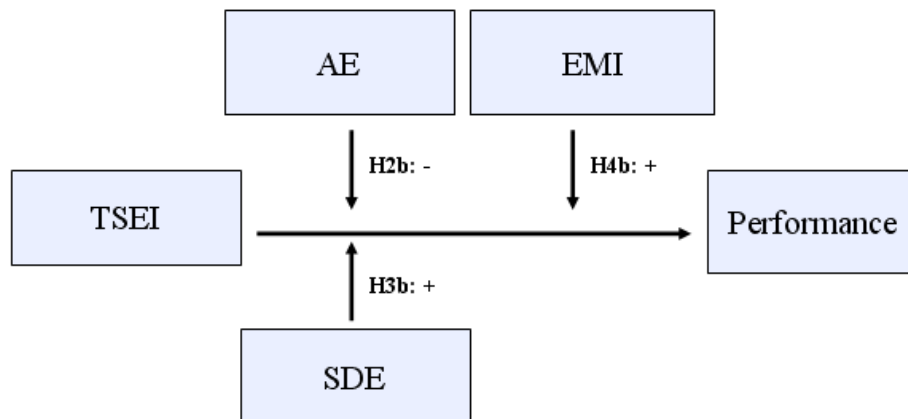 AE
EMI
H2b: -
H4b: +
TSEI
Performance
H3b: +
SDE